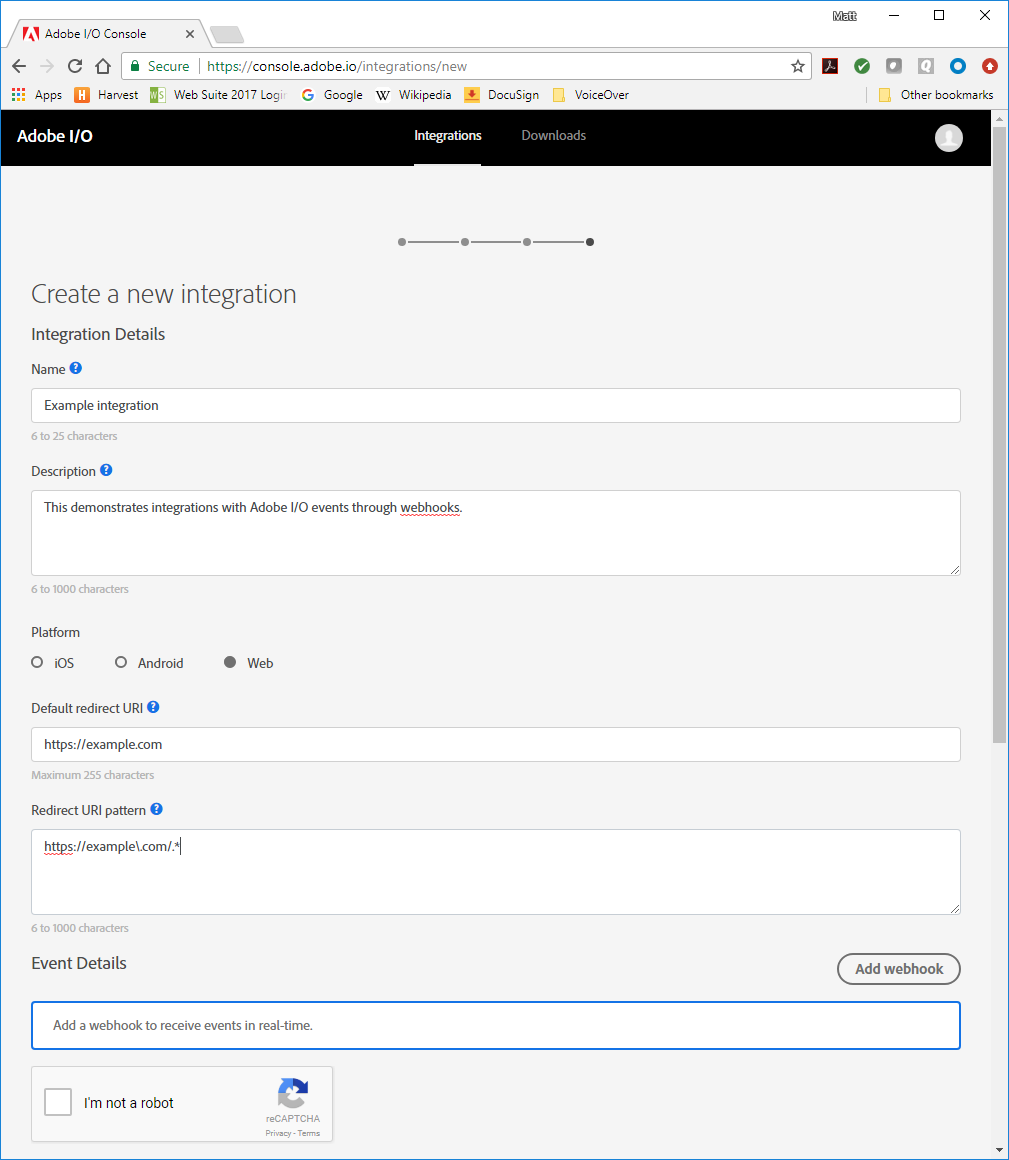 Matt
Adobe I/O Console
Secure https://console.adobe.io/integrations/new
Apps H Harvest WS Web Suite 2017 Login G Google W Wikipedia DocuSign VoiceOver Other bookmarks
Adobe I/O Integrations Downloads
Create a new integration
Integration Details
Name ?
Example integration
6 to 25 characters
Description ?
This demonstrates integrations with Adobe I/O events through webhooks.
6 to 1000 characters
Platform
iOS Android Web
Default redirect URI ?
https://example.com
Maximum 255 characters
Redirect URI pattern ?
https://example\.com/.*
6 to 1000 characters
Event Details Add webhook
Add a webhook to receive events in real-time.
I'm not a robot
reCAPTCHA
Privacy - Terms